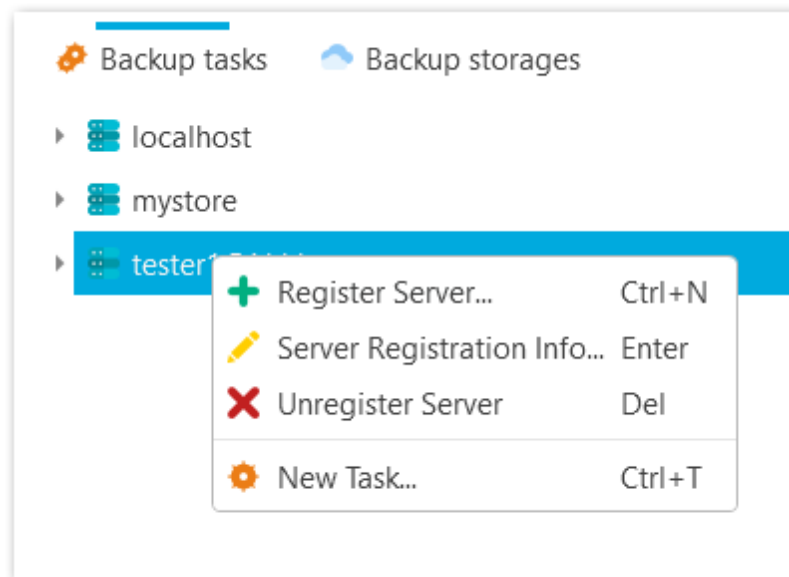 Backup tasks Backup storages
localhost
mystore
Register Server... Ctrl+N
Server Registration Info... Enter
Unregister Server Del
New Task... Ctrl+T